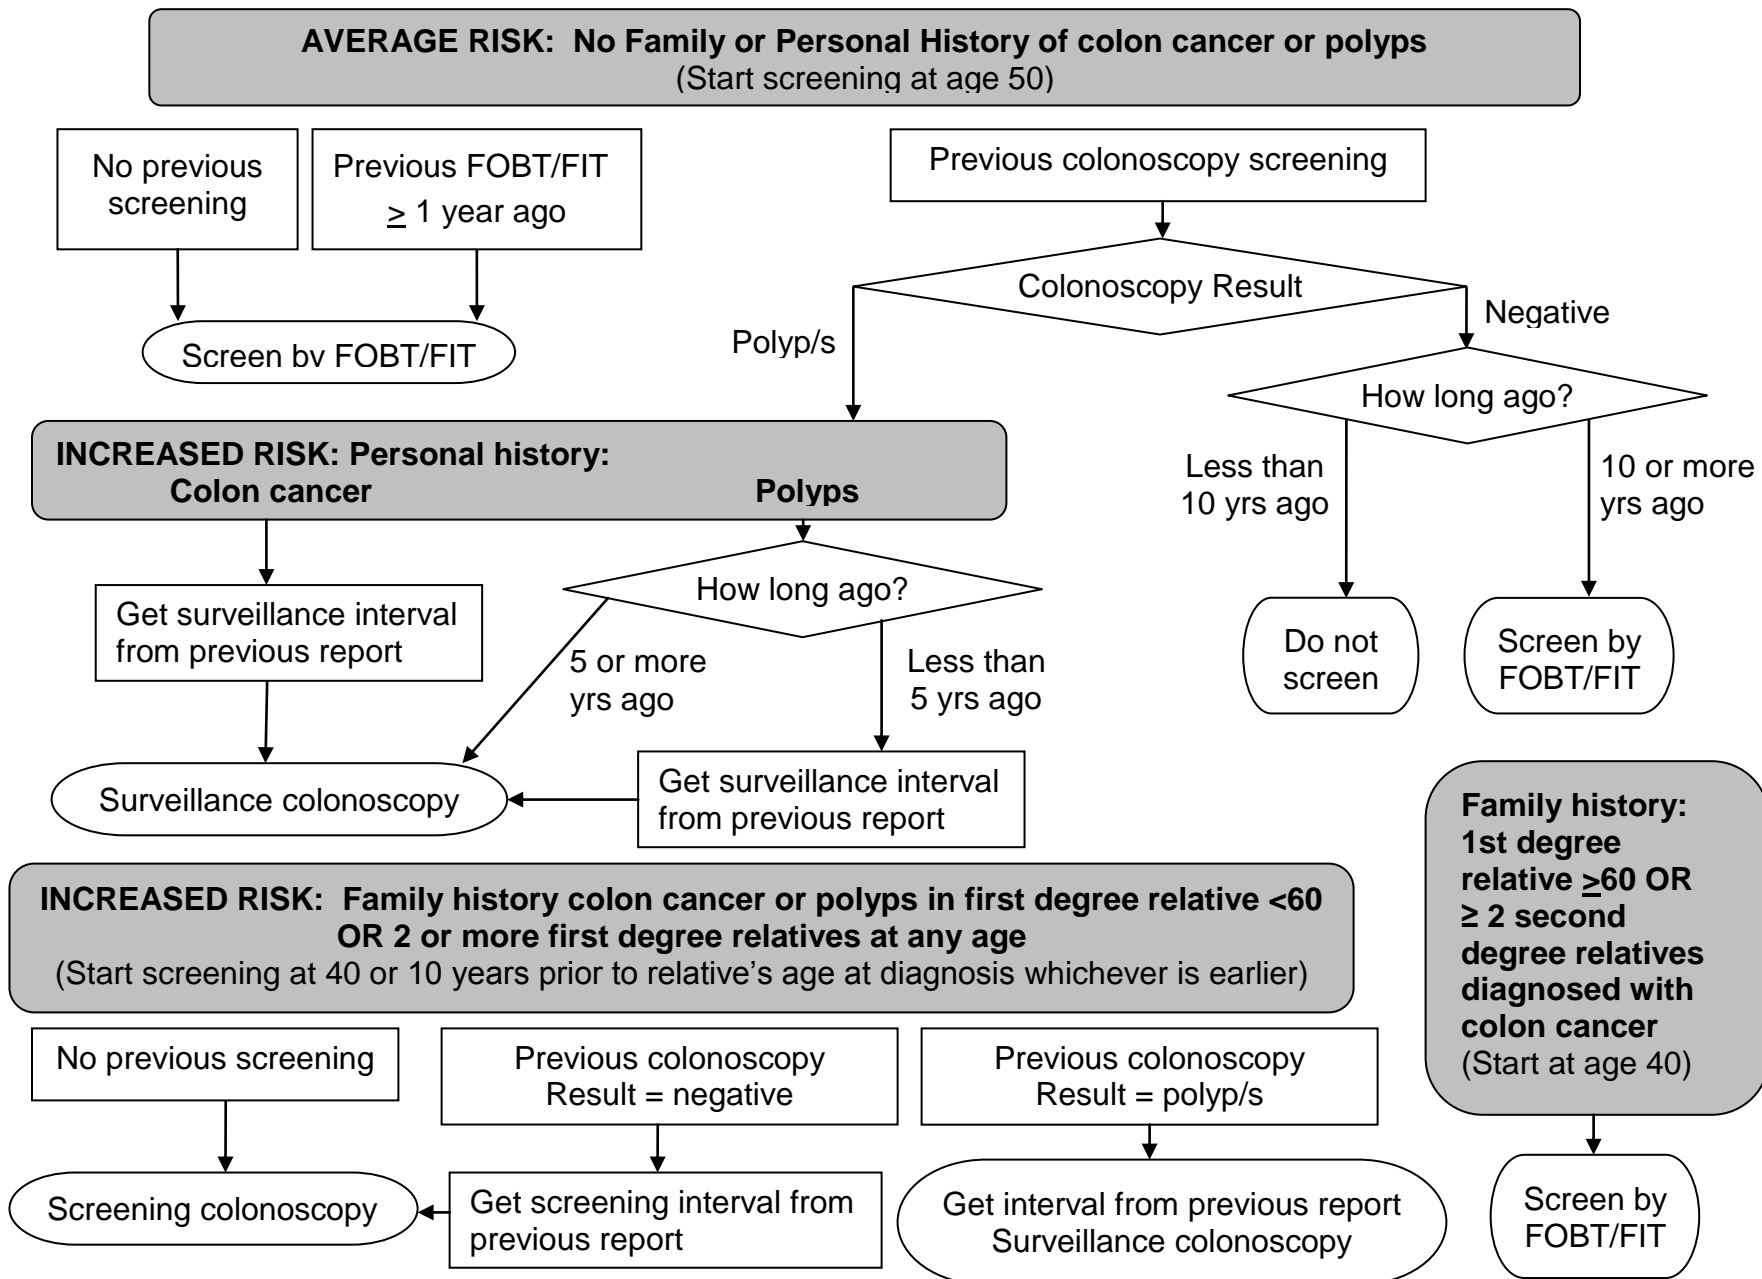 AVERAGE RISK:  No Family or Personal History of colon cancer or polyps
(Start screening at age 50)
No previous
screening
Previous FOBT/FIT
≥ 1 year ago
Screen by FOBT/FIT
Previous colonoscopy screening
Colonoscopy Result
Polyp/s
Negative
How long ago?
Less than
10 yrs ago
10 or more
yrs ago
Do not
screen
Screen by
FOBT/FIT
INCREASED RISK: Personal history:
Colon cancer
Polyps
How long ago?
Get surveillance interval
from previous report
5 or more
yrs ago
Less than
5 yrs ago
Surveillance colonoscopy
Get surveillance interval
from previous report
INCREASED RISK:  Family history colon cancer or polyps in first degree relative <60
OR 2 or more first degree relatives at any age
(Start screening at 40 or 10 years prior to relative's age at diagnosis whichever is earlier)
No previous screening
Previous colonoscopy
Result = negative
Previous colonoscopy
Result = polyp/s
Screening colonoscopy
Get screening interval from
previous report
Get interval from previous report
Surveillance colonoscopy
Family history:
1st degree
relative ≥60 OR
≥ 2 second
degree relatives
diagnosed with
colon cancer
(Start at age 40)
Screen by
FOBT/FIT